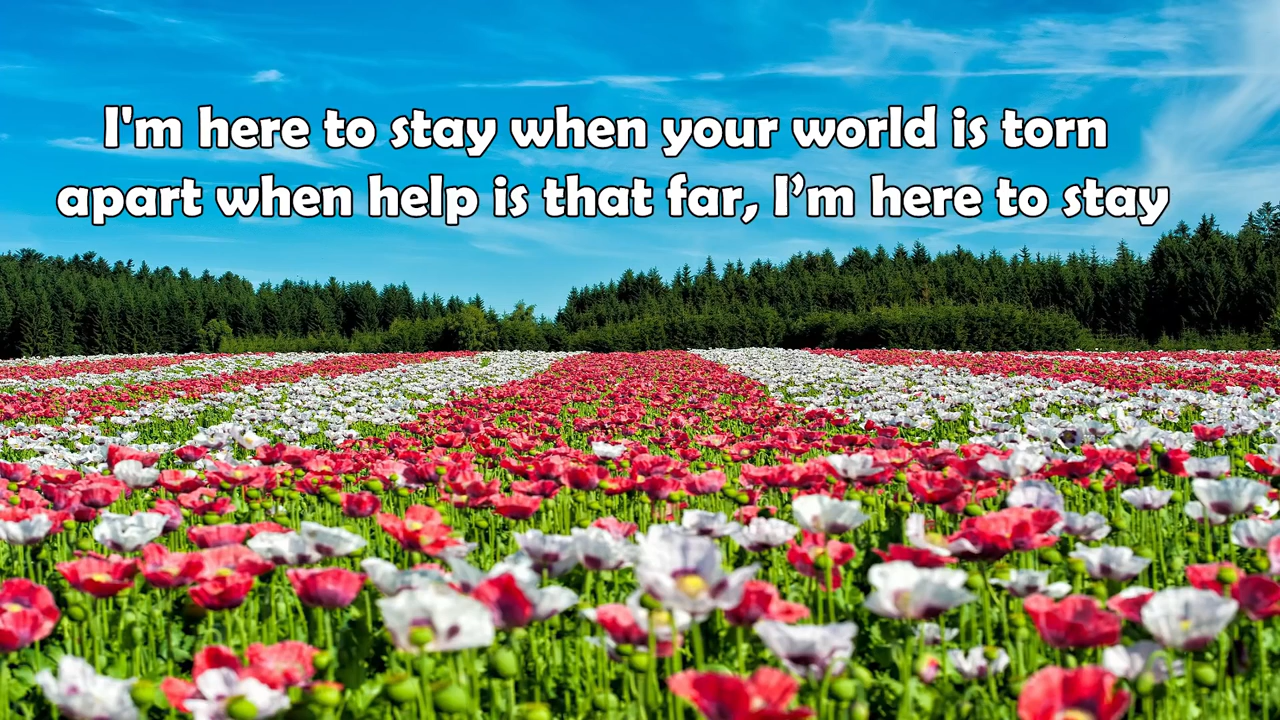 I'm here to stay when your world is torn
apart when help is that far, I’m here to stay